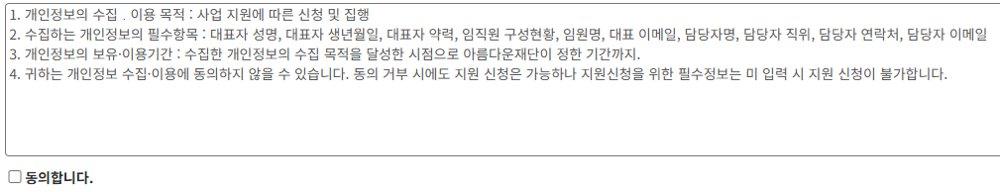 1. 개인정보의 수집 . 이용 목적 : 사업 지원에 따른 신청 및 집행
2. 수집하는 개인정보의 필수항목 : 대표자 성명, 대표자 생년월일, 대표자 약력, 임직원 구성현황, 임원명, 대표 이메일, 담당자명, 담당자 직위, 담당자 연락처, 담당자 이메일
3. 개인정보의 보유·이용기간 : 수집한 개인정보의 수집 목적을 달성한 시점으로 아름다운재단이 정한 기간까지.
4. 귀하는 개인정보 수집·이용에 동의하지 않을 수 있습니다. 동의 거부 시에도 지원 신청은 가능하나 지원신청을 위한 필수정보는 미 입력 시 지원 신청이 불가합니다.
동의합니다.